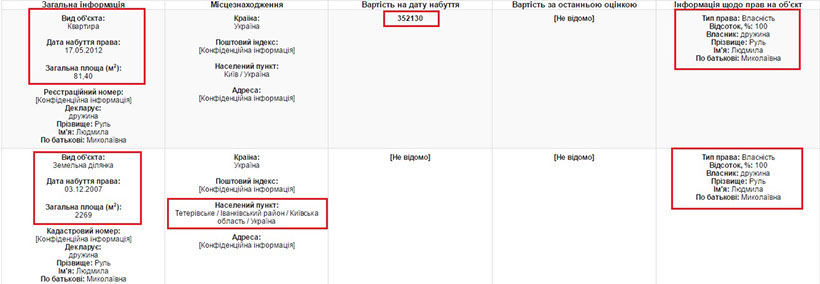 Загальна інформація
Місцезнаходження
Вартість на дату набуття
Вартість за останньою оцінкою
Інформація щодо прав на об'єкт
Вид об'єкта:
Квартира
Дата набуття права:
17.05.2012
Загальна площа (м²):
81,40
Реєстраційний номер:
[Конфіденційна інформація]
Декларує:
дружина
Прізвище: Руль
Ім'я: Людмила
По батькові: Миколаївна
Країна:
Україна
Поштовий індекс:
[Конфіденційна інформація]
Населений пункт:
Київ / Україна
Адреса:
[Конфіденційна інформація]
352130
[Не відомо]
Тип права: Власність
Відсоток, %: 100
Власник: дружина
Прізвище: Руль
Ім'я: Людмила
По батькові: Миколаївна
Вид об'єкта:
Земельна ділянка
Дата набуття права:
03.12.2007
Загальна площа (м²):
2269
Кадастровий номер:
[Конфіденційна інформація]
Декларує:
дружина
Прізвище: Руль
Ім'я: Людмила
По батькові: Миколаївна
Країна:
Україна
Поштовий індекс:
[Конфіденційна інформація]
Населений пункт:
Тетерівське / Іванківський район / Київська
область / Україна
Адреса:
[Конфіденційна інформація]
[Не відомо]
[Не відомо]
Тип права: Власність
Відсоток, %: 100
Власник: дружина
Прізвище: Руль
Ім'я: Людмила
По батькові: Миколаївна